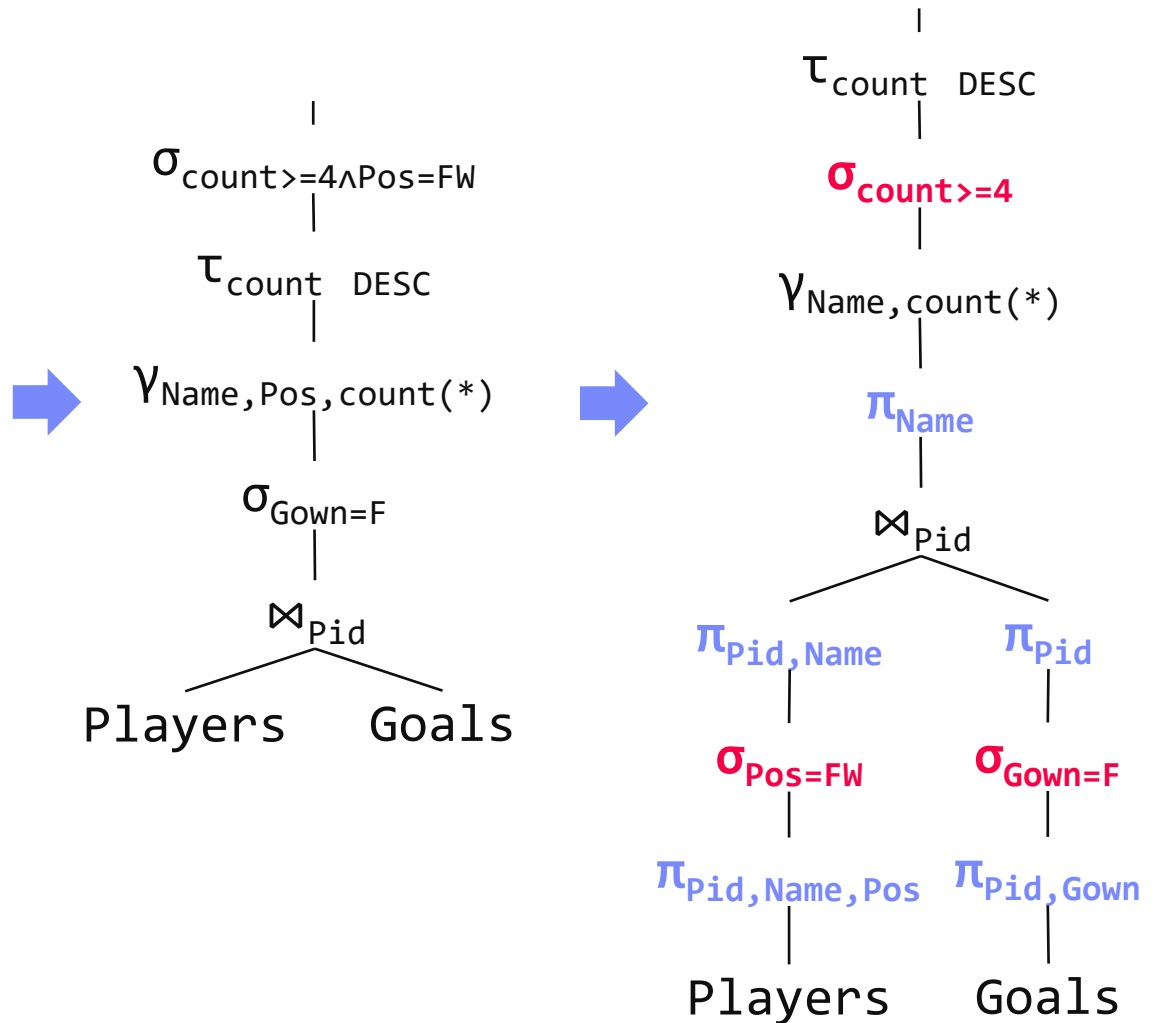 σcount>=4∧Pos=FW
τcount DESC
γName,Pos,count(*)
σGown=F
⋈Pid
Players Goals
τcount DESC
σcount>=4
γName,count(*)
πName
⋈Pid
πPid,Name πPid
σPos=FW σGown=F
πPid,Name,Pos πPid,Gown
Players Goals